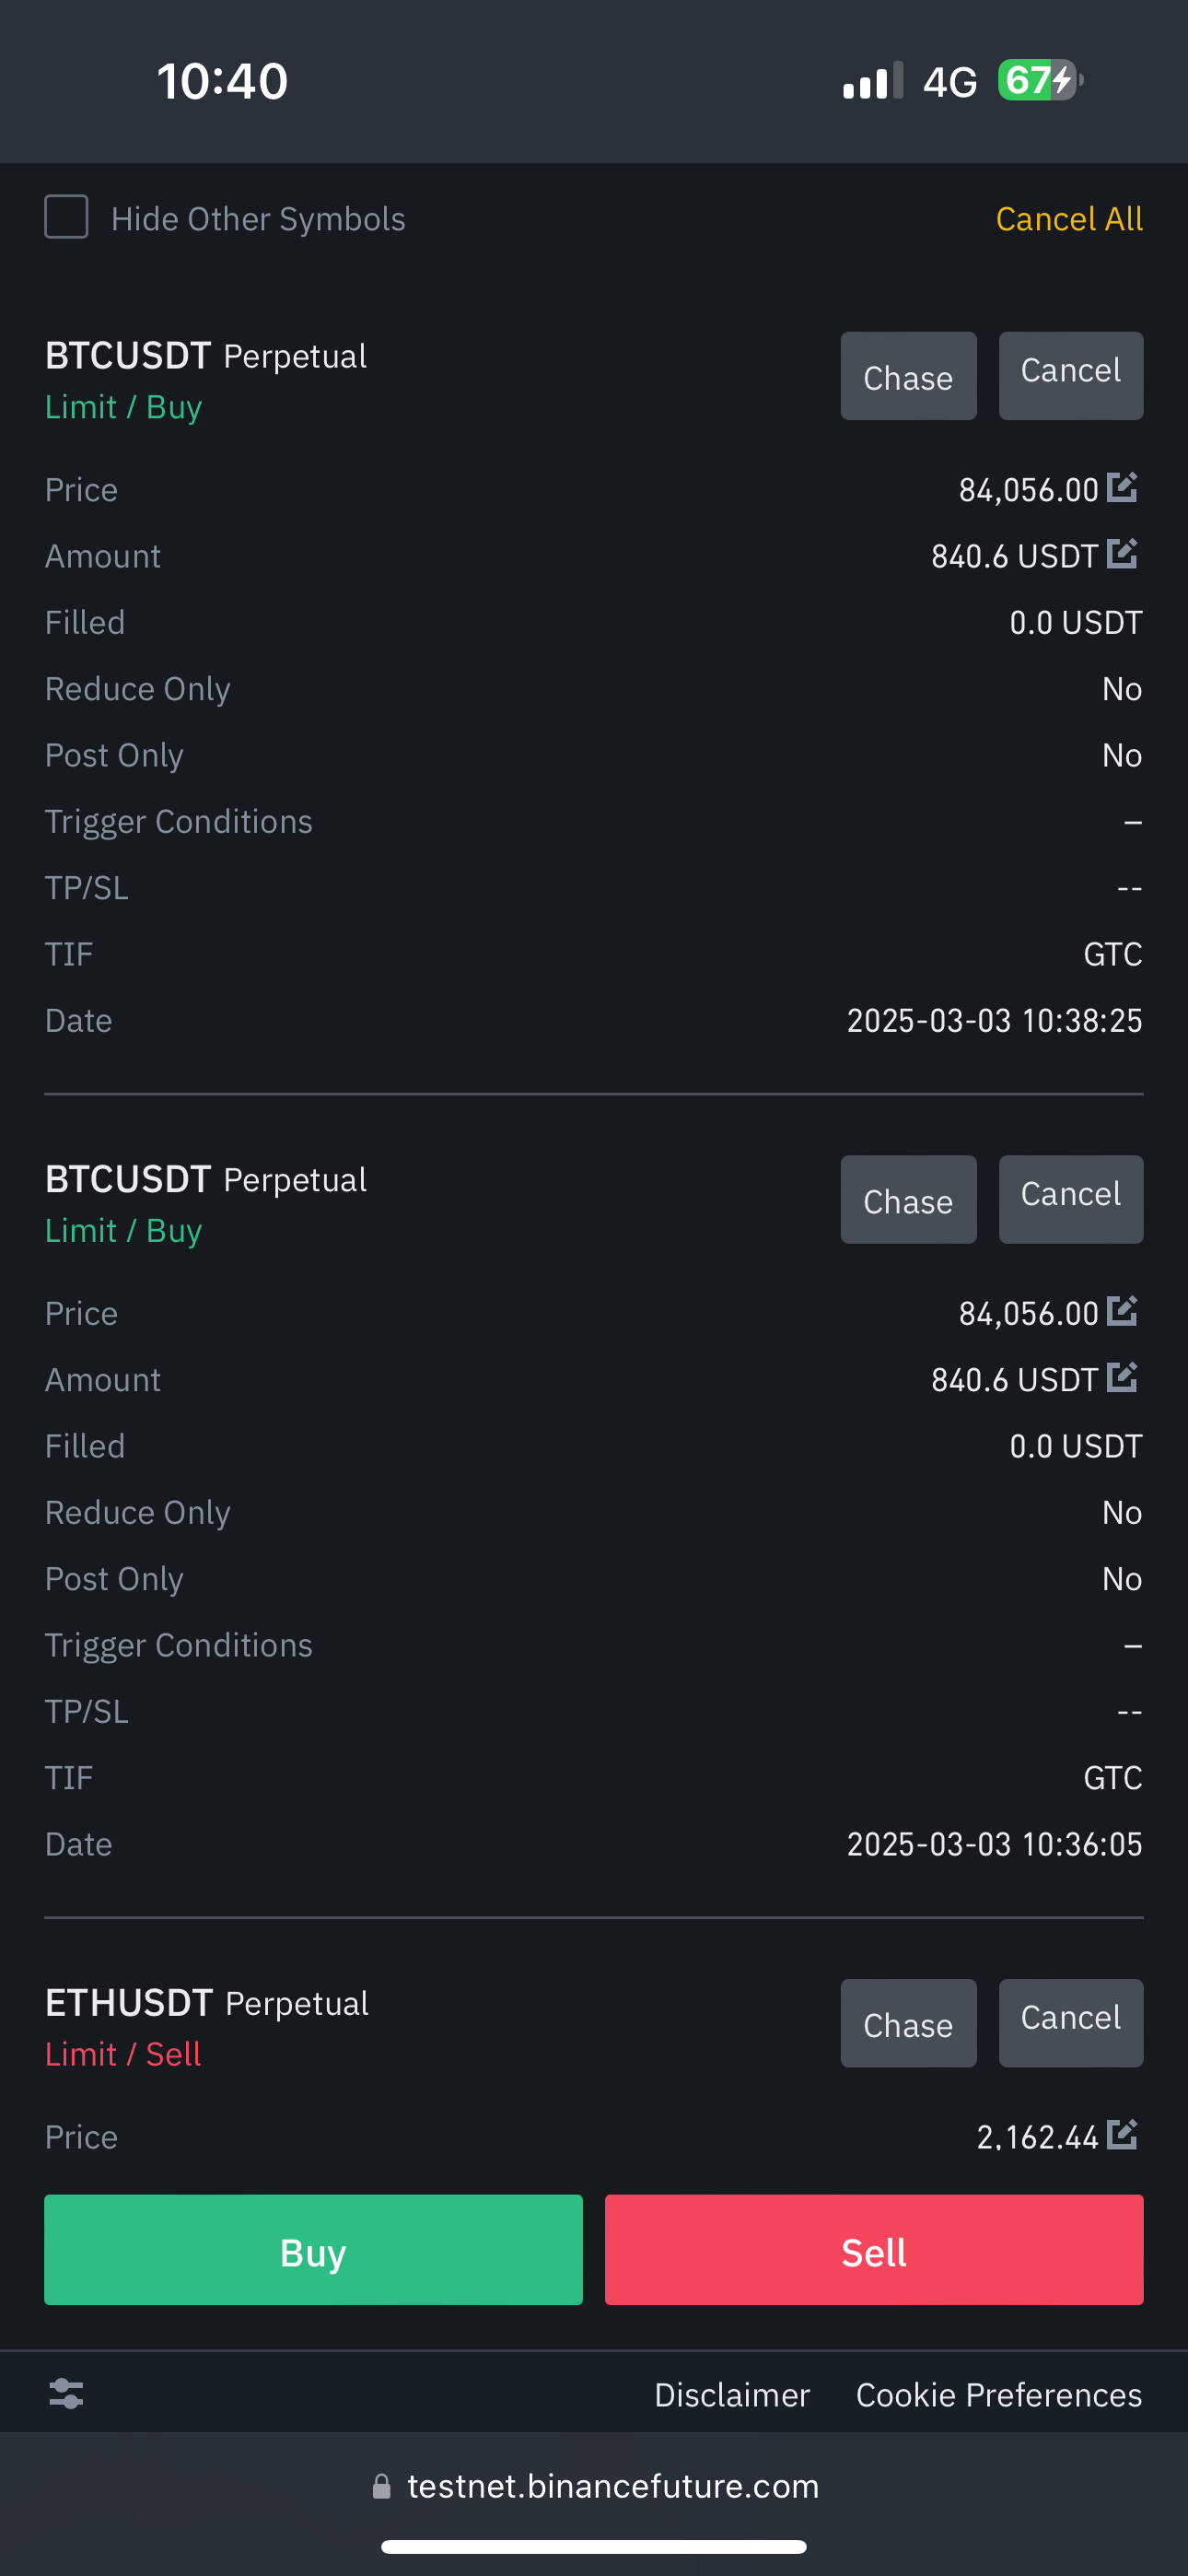 10:40 4G 67
Hide Other Symbols Cancel All
BTCUSDT Perpetual Chase Cancel
Limit / Buy
Price 84,056.00
Amount 840.6 USDT
Filled 0.0 USDT
Reduce Only No
Post Only No
Trigger Conditions –
TP/SL --
TIF GTC
Date 2025-03-03 10:38:25
BTCUSDT Perpetual Chase Cancel
Limit / Buy
Price 84,056.00
Amount 840.6 USDT
Filled 0.0 USDT
Reduce Only No
Post Only No
Trigger Conditions –
TP/SL --
TIF GTC
Date 2025-03-03 10:36:05
ETHUSDT Perpetual Chase Cancel
Limit / Sell
Price 2,162.44
Buy Sell
Disclaimer Cookie Preferences
testnet.binancefuture.com